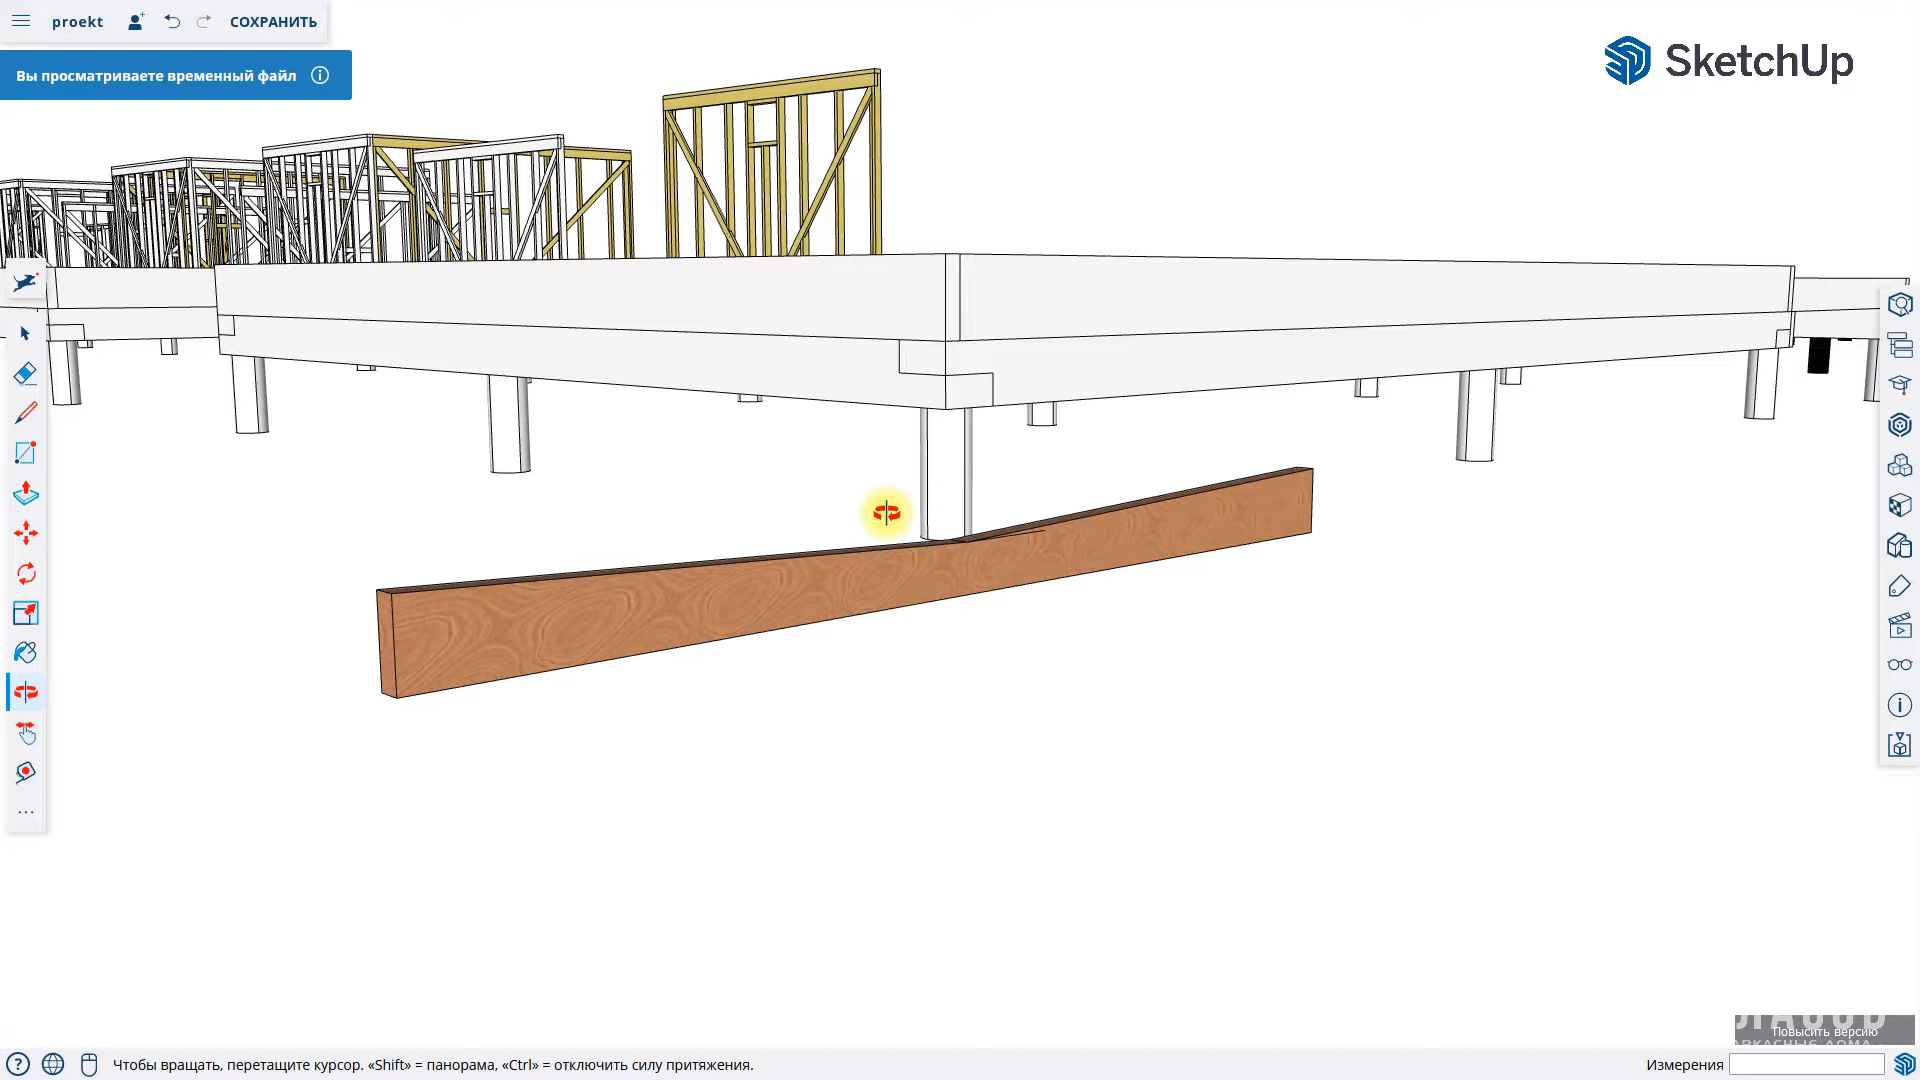 proekt СОХРАНИТЬ
Вы просматриваете временный файл
SketchUp
Повысить версию
Чтобы вращать, перетащите курсор. «Shift» = панорама, «Ctrl» = отключить силу притяжения.
Измерения